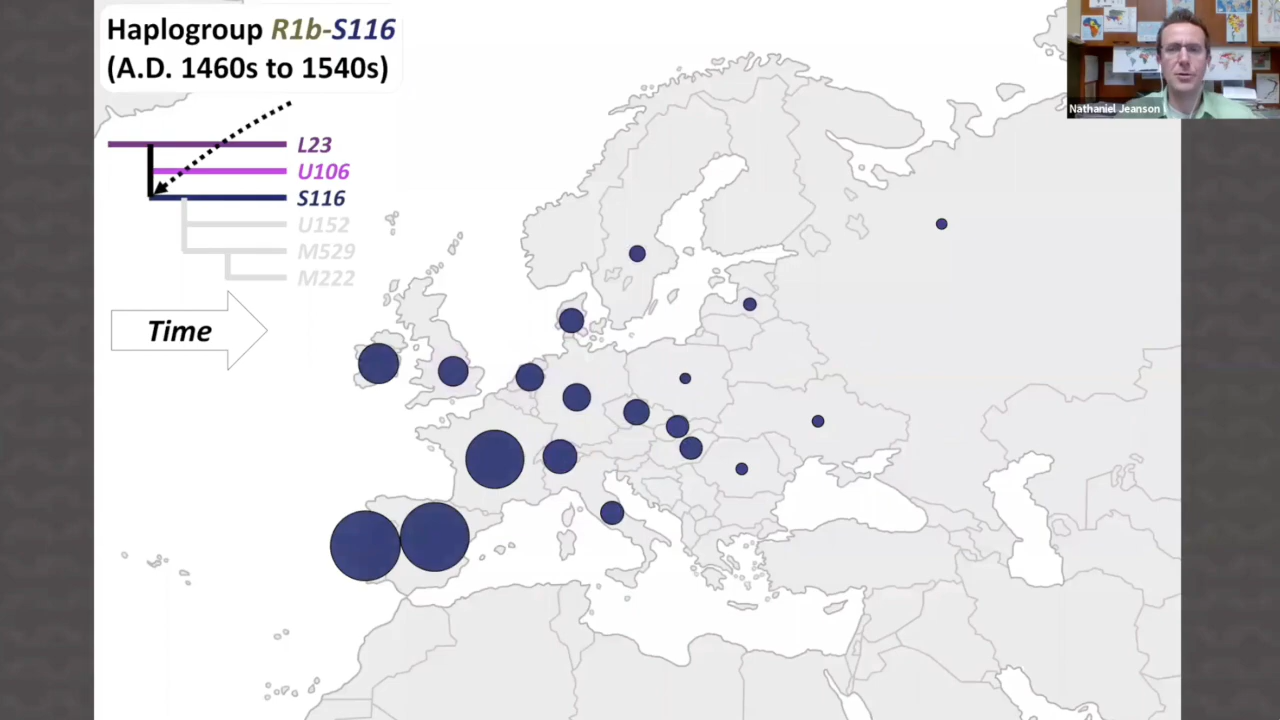 Haplogroup R1b-S116
(A.D. 1460s to 1540s)
Nathaniel Jeanson
L23
U106
S116
U152
M529
M222
Time